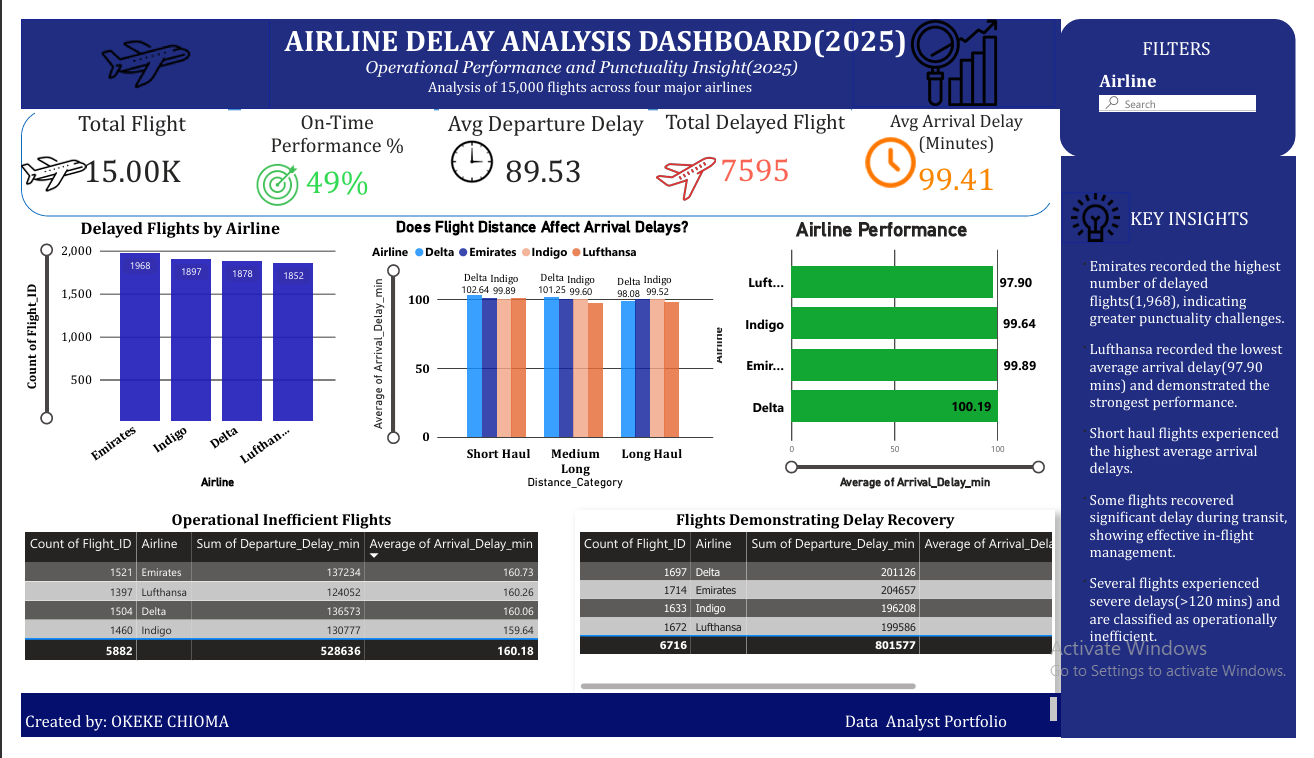 AIRLINE DELAY ANALYSIS DASHBOARD(2025)
Operational Performance and Punctuality Insight(2025)
Analysis of 15,000 flights across four major airlines
FILTERS
Airline
Search
Total Flight
15.00K
On-Time
Performance %
49%
Avg Departure Delay
89.53
Total Delayed Flight
7595
Avg Arrival Delay
(Minutes)
99.41
Delayed Flights by Airline
Count of Flight_ID
2,000
1,500
1,000
500
1968
1897
1878
1852
Emirates
Indigo
Delta
Lufthan...
Airline
Does Flight Distance Affect Arrival Delays?
Airline Delta Emirates Indigo Lufthansa
Average of Arrival_Delay_min
100
50
0
Delta Indigo
102.64 99.89
Delta Indigo
101.25 99.60
Delta Indigo
98.08 99.52
Short Haul
Medium
Long
Long Haul
Distance_Category
Airline Performance
Airline
Luft... 97.90
Indigo 99.64
Emir... 99.89
Delta 100.19
0 50 100
Average of Arrival_Delay_min
Operational Inefficient Flights
Count of Flight_ID Airline Sum of Departure_Delay_min Average of Arrival_Delay_min
1521 Emirates 137234 160.73
1397 Lufthansa 124052 160.26
1504 Delta 136573 160.06
1460 Indigo 130777 159.64
5882 528636 160.18
Flights Demonstrating Delay Recovery
Count of Flight_ID Airline Sum of Departure_Delay_min Average of Arrival_Dela
1697 Delta 201126
1714 Emirates 204657
1633 Indigo 196208
1672 Lufthansa 199586
6716 801577
KEY INSIGHTS
Emirates recorded the highest
number of delayed
flights(1,968), indicating
greater punctuality challenges.
Lufthansa recorded the lowest
average arrival delay(97.90
mins) and demonstrated the
strongest performance.
Short haul flights experienced
the highest average arrival
delays.
Some flights recovered
significant delay during transit,
showing effective in-flight
management.
Several flights experienced
severe delays(>120 mins) and
are classified as operationally
inefficient.
Activate Windows
Go to Settings to activate Windows.
Created by: OKEKE CHIOMA
Data Analyst Portfolio